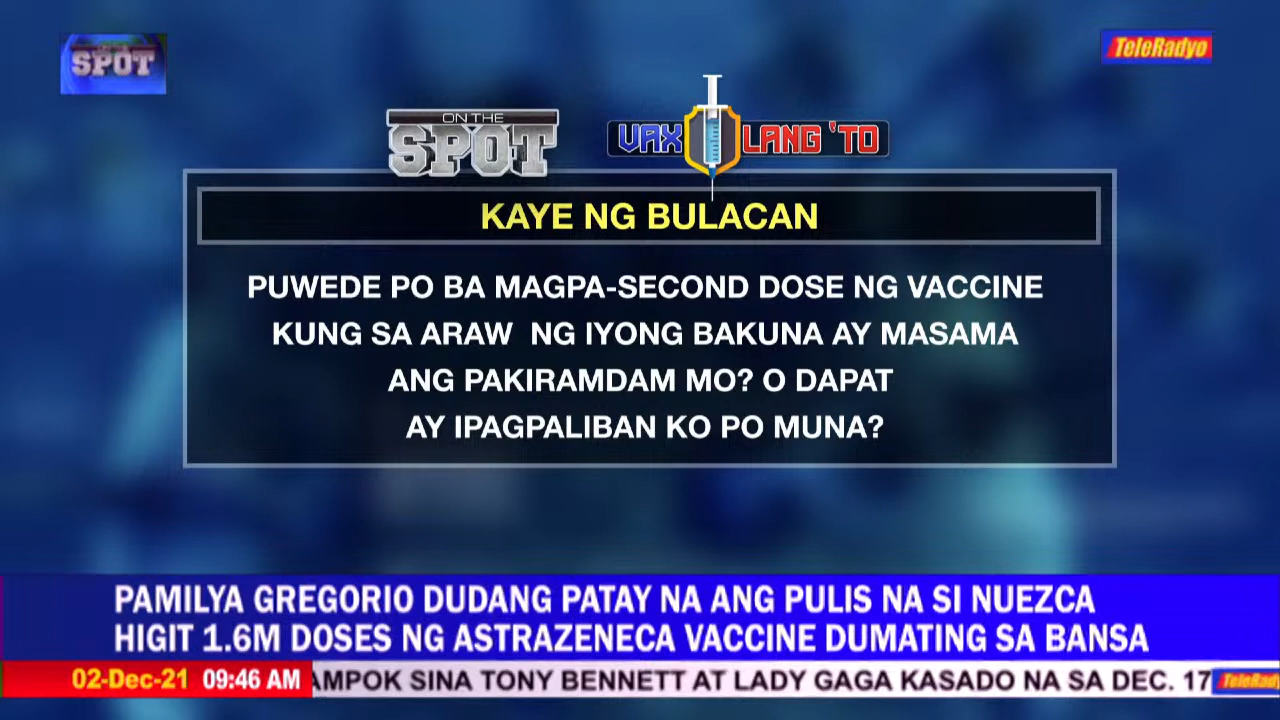 SPOT
TeleRadyo
ON THE
SPOT
VAX LANG 'TO
KAYE NG BULACAN
PUWEDE PO BA MAGPA-SECOND DOSE NG VACCINE
KUNG SA ARAW NG IYONG BAKUNA AY MASAMA
ANG PAKIRAMDAM MO? O DAPAT
AY IPAGPALIBAN KO PO MUNA?
PAMILYA GREGORIO DUDANG PATAY NA ANG PULIS NA SI NUEZCA
HIGIT 1.6M DOSES NG ASTRAZENECA VACCINE DUMATING SA BANSA
02-Dec-21 09:46 AM AMPOK SINA TONY BENNETT AT LADY GAGA KASADO NA SA DEC. 17 TeleRady